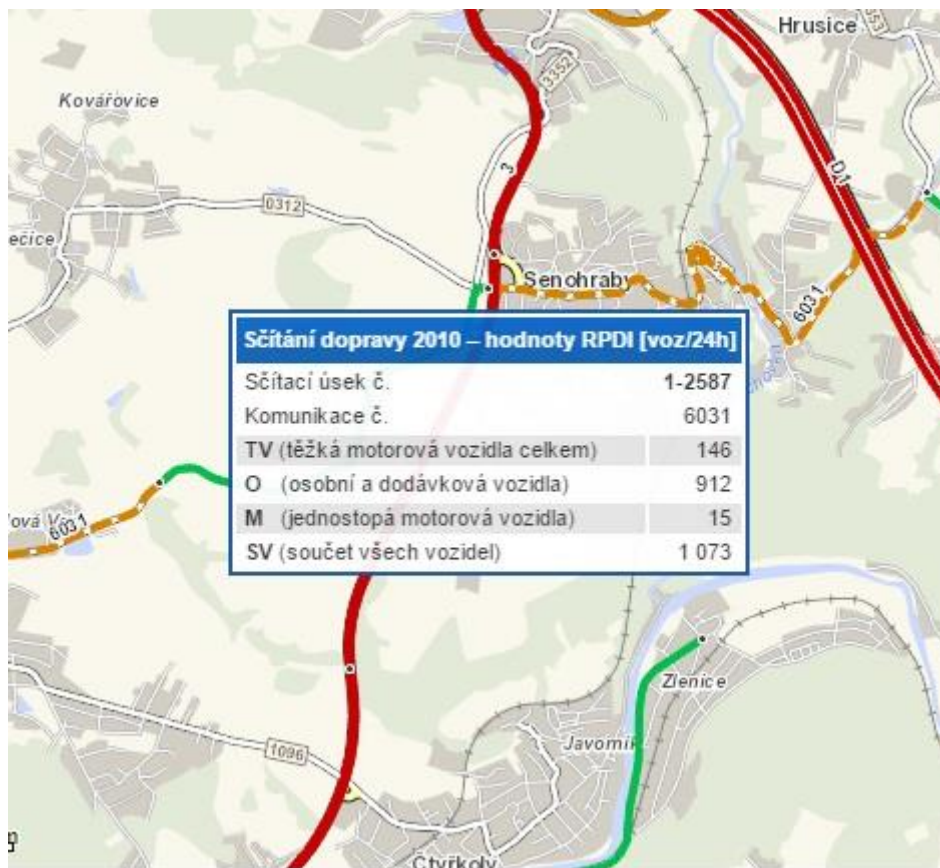 Hrusice
353
3352
Kovářovice
3
D1
0312
ečice
Senohraby
6031
Sčítání dopravy 2010 – hodnoty RPDI [voz/24h]
Sčítací úsek č. 1-2587
Komunikace č. 6031
TV (těžká motorová vozidla celkem) 146
O (osobní a dodávková vozidla) 912
M (jednostopá motorová vozidla) 15
SV (součet všech vozidel) 1 073
6031
Zlenice
Javorník
1096
Čtyřkoly